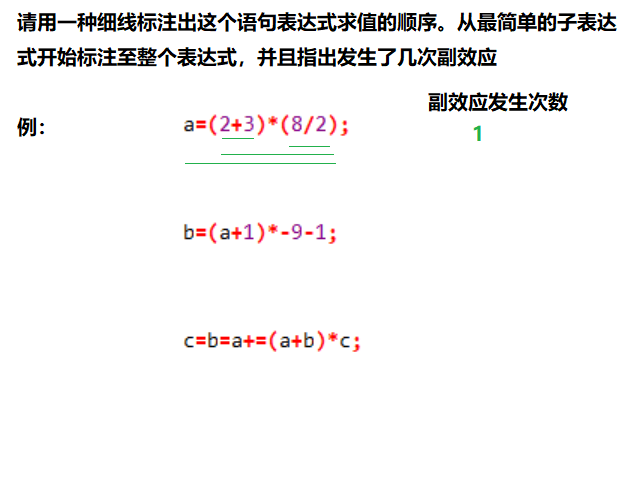 请用一种细线标注出这个语句表达式求值的顺序。从最简单的子表达
式开始标注至整个表达式，并且指出发生了几次副效应
副效应发生次数
例：
a=(2+3)*(8/2);
1
b=(a+1)*-9-1;
c=b=a+=(a+b)*c;